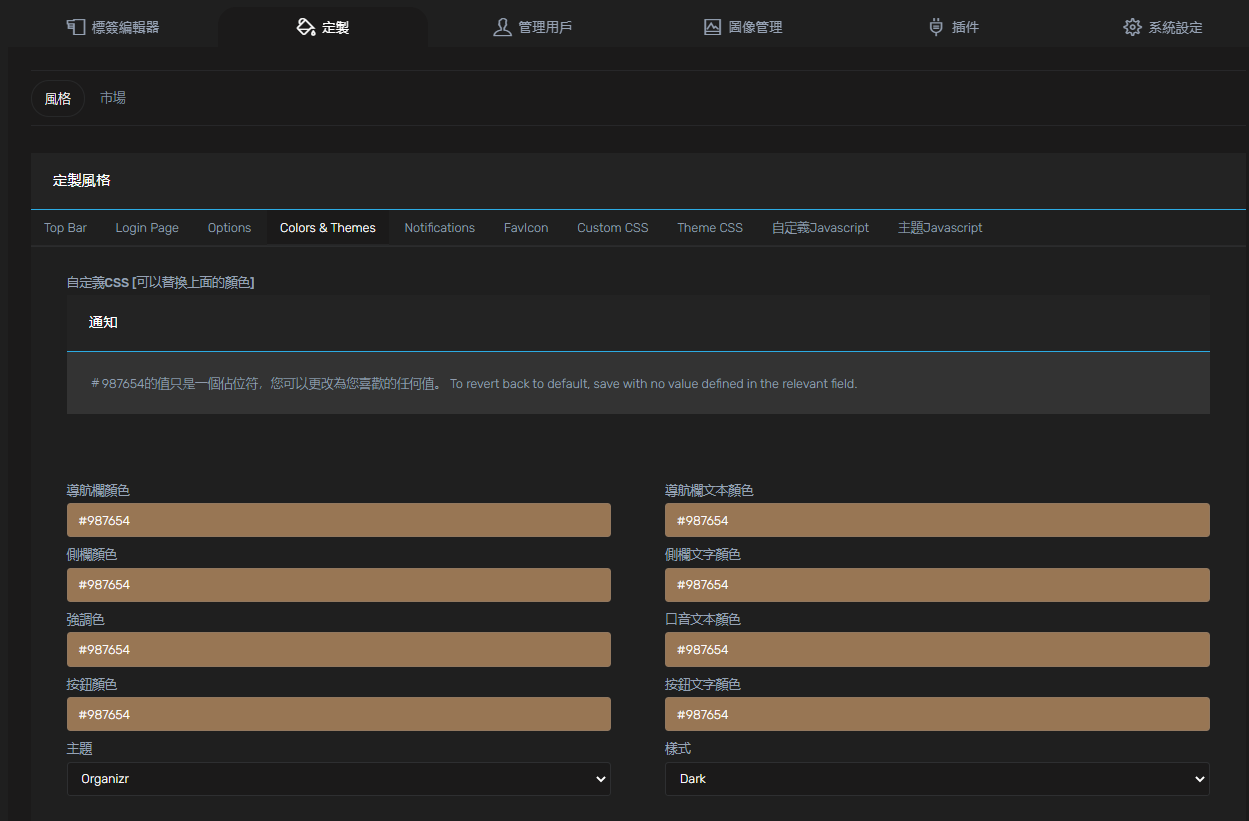 標簽編輯器 定製 管理用戶 圖像管理 插件 系統設定
風格 市場
定製風格
Top Bar Login Page Options Colors & Themes Notifications FavIcon Custom CSS Theme CSS 自定義Javascript 主題Javascript
自定義CSS [可以替換上面的顏色]
通知
#987654的值只是一個佔位符，您可以更改為您喜歡的任何值。 To revert back to default, save with no value defined in the relevant field.
導航欄顏色 導航欄文本顏色
#987654 #987654
側欄顏色 側欄文字顏色
#987654 #987654
強調色 口音文本顏色
#987654 #987654
按鈕顏色 按鈕文字顏色
#987654 #987654
主題 樣式
Organizr Dark